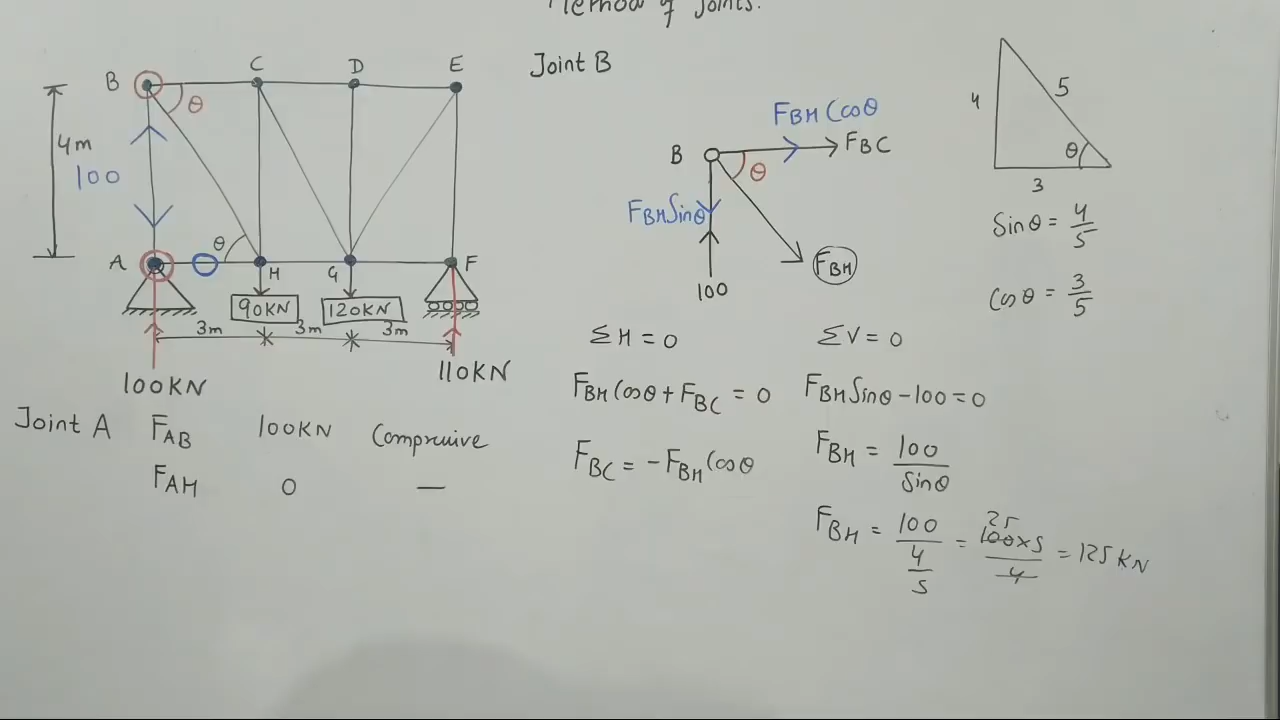 Method of Joints.
Joint B
B C D E
θ
4m
100
A θ H G F
90KN 120KN
3m 3m 3m
100KN 110KN
Joint A FAB 100KN
FAH 0 —
FBH Cosθ
B FBC
θ
FBH Sinθ
FBH
100
ΣH = 0
FBH Cosθ + FBC = 0
FBC = - FBH Cosθ
ΣV = 0
FBH Sinθ - 100 = 0
FBH = 100/Sinθ
FBH = 100/(4/5) = 25 100×5/4 = 125 KN
4 5
θ
3
Sinθ = 4/5
Cosθ = 3/5